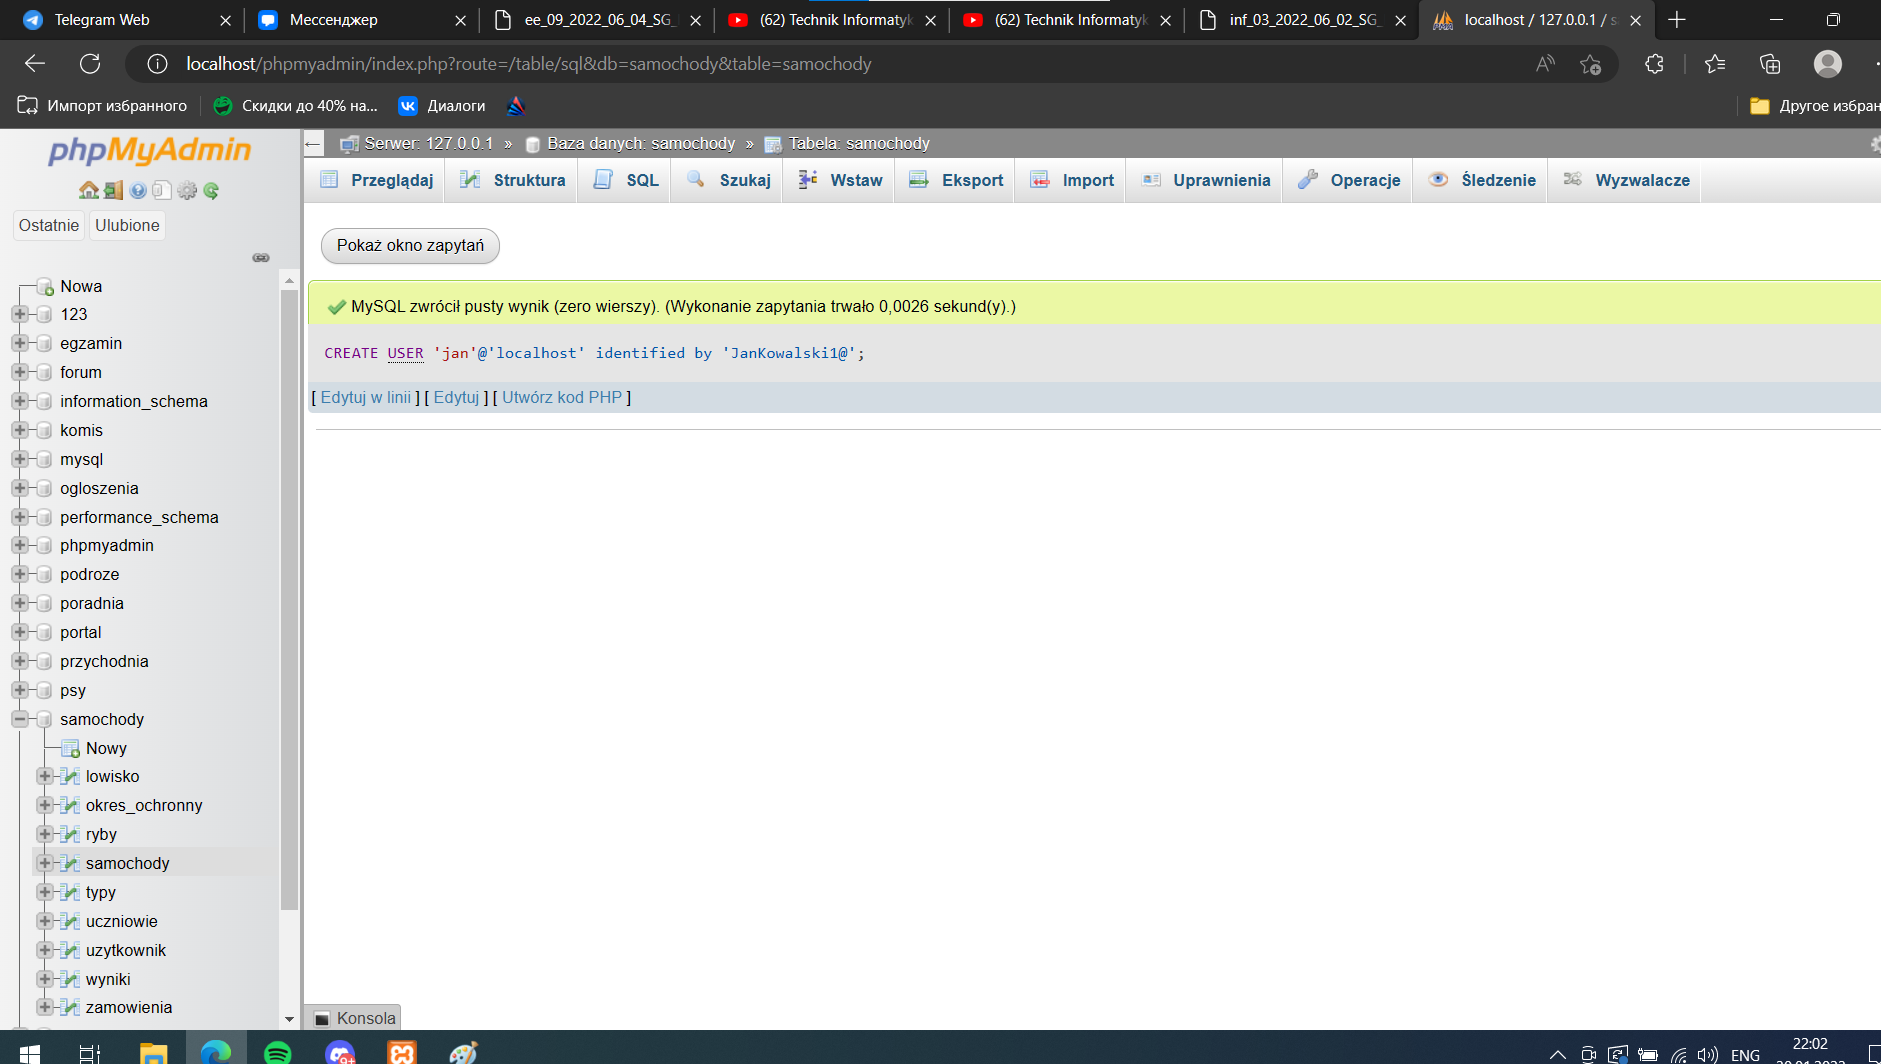 Telegram Web
Мессенджер
ee_09_2022_06_04_SG_
(62) Technik Informatyk
(62) Technik Informatyk
inf_03_2022_06_02_SG_
localhost / 127.0.0.1 / s
localhost/phpmyadmin/index.php?route=/table/sql&db=samochody&table=samochody
Импорт избранного
Скидки до 40% на...
Диалоги
Другое избран
phpMyAdmin
Ostatnie Ulubione
Nowa
123
egzamin
forum
information_schema
komis
mysql
ogloszenia
performance_schema
phpmyadmin
podroze
poradnia
portal
przychodnia
psy
samochody
Nowy
lowisko
okres_ochronny
ryby
samochody
typy
uczniowie
uzytkownik
wyniki
zamowienia
Serwer: 127.0.0.1 » Baza danych: samochody » Tabela: samochody
Przeglądaj Struktura SQL Szukaj Wstaw Eksport Import Uprawnienia Operacje Śledzenie Wyzwalacze
Pokaż okno zapytań
MySQL zwrócił pusty wynik (zero wierszy). (Wykonanie zapytania trwało 0,0026 sekund(y).)
CREATE USER 'jan'@'localhost' identified by 'JanKowalski1@';
[ Edytuj w linii ] [ Edytuj ] [ Utwórz kod PHP ]
Konsola
ENG
22:02